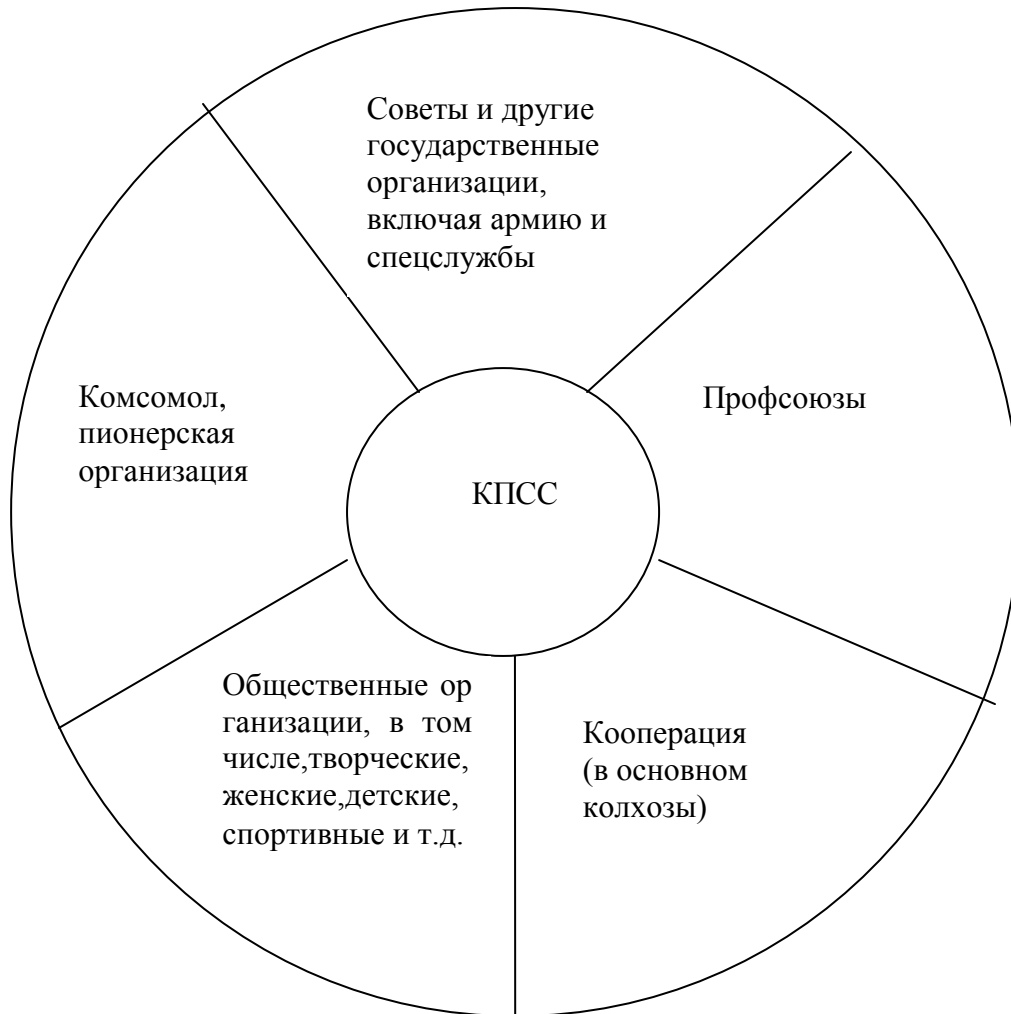 Советы и другие
государственные
организации,
включая армию и
спецслужбы
Комсомол,
пионерская
организация
Профсоюзы
КПСС
Общественные ор
ганизации, в том
числе,творческие,
женские,детские,
спортивные и т.д.
Кооперация
(в основном
колхозы)